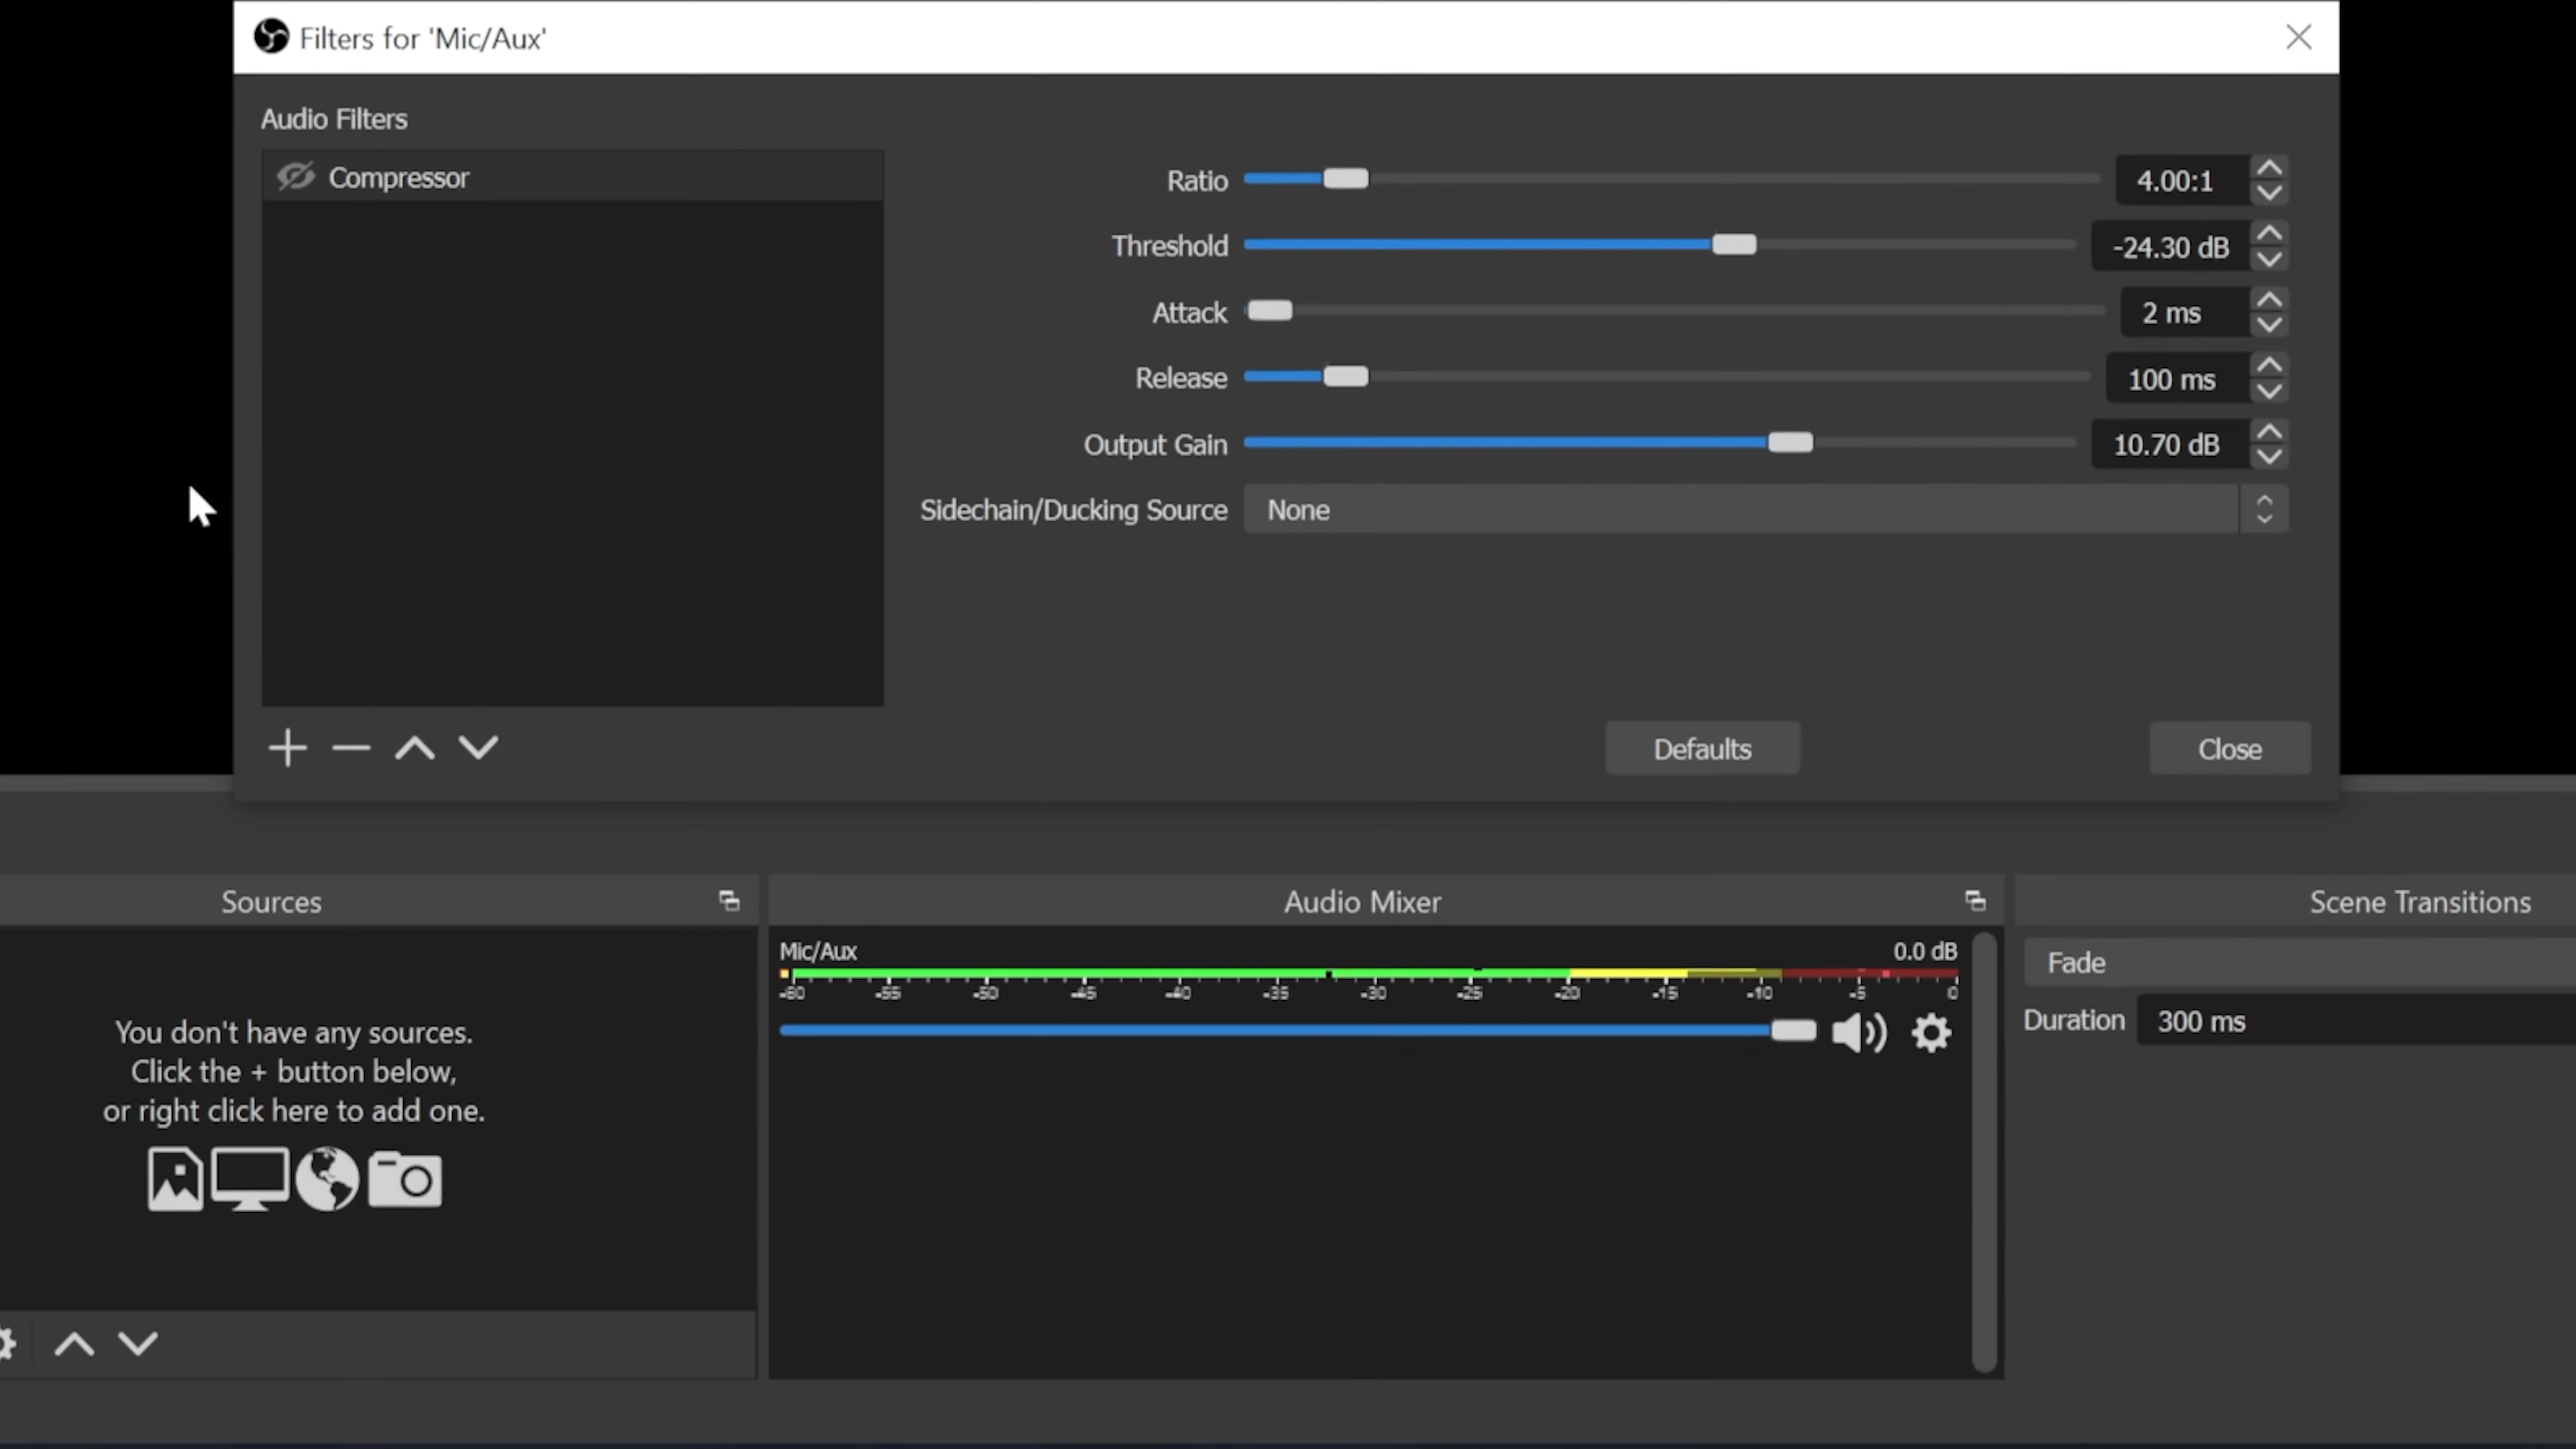 Filters for 'Mic/Aux'
Audio Filters
Compressor
Ratio 4.00:1
Threshold -24.30 dB
Attack 2 ms
Release 100 ms
Output Gain 10.70 dB
Sidechain/Ducking Source None
Defaults Close
Sources
You don't have any sources.
Click the + button below,
or right click here to add one.
Audio Mixer
Mic/Aux 0.0 dB
-60 -55 -50 -45 -40 -35 -30 -25 -20 -15 -10 -5 0
Scene Transitions
Fade
Duration 300 ms